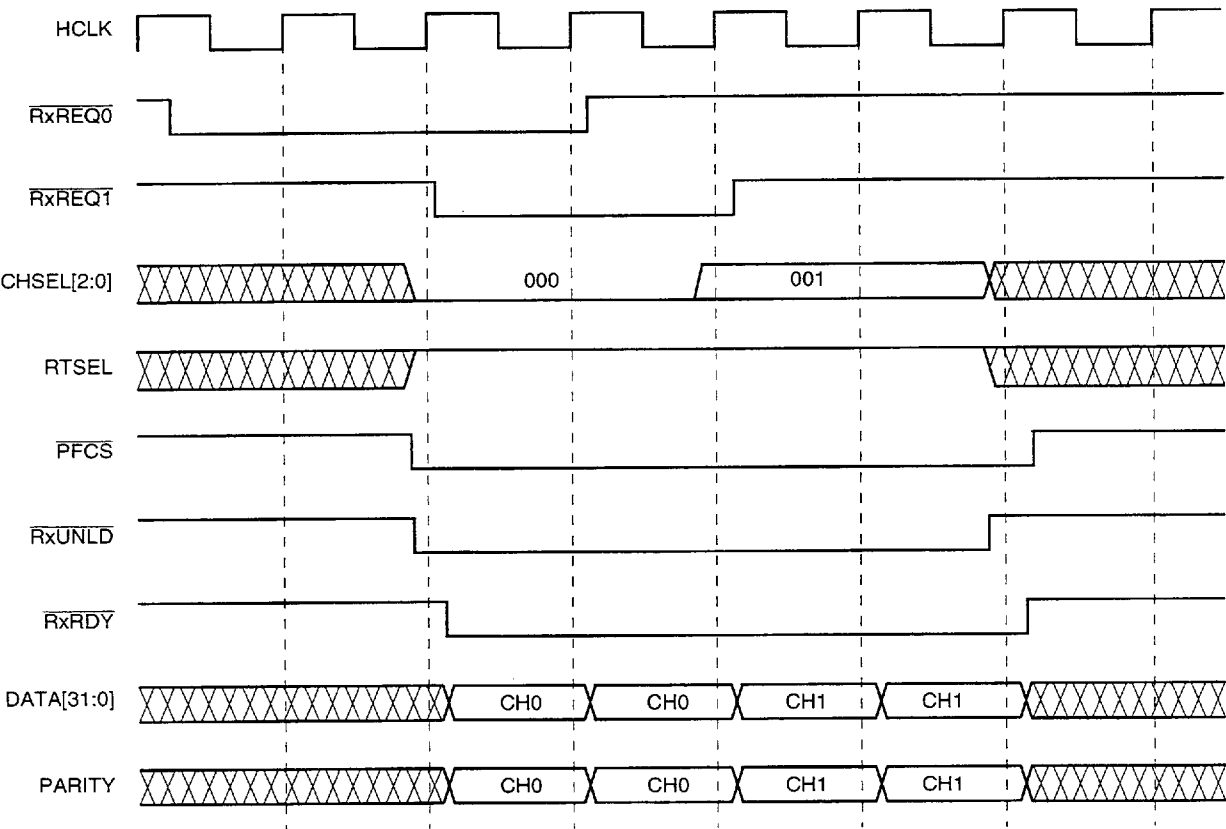 HCLK
RxREQ0
RxREQ1
CHSEL[2:0] 000 001
RTSEL
PFCS
RxUNLD
RxRDY
DATA[31:0] CH0 CH0 CH1 CH1
PARITY CH0 CH0 CH1 CH1